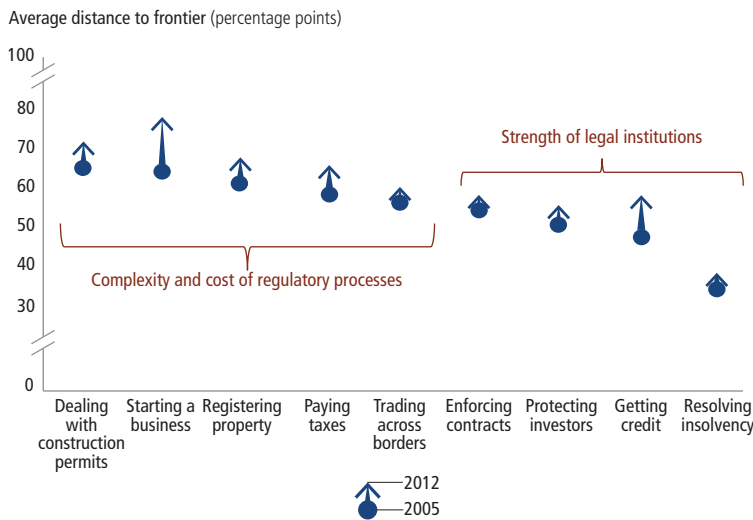 Average distance to frontier (percentage points)
100
80
70
60
50
40
30
0
Strength of legal institutions
Complexity and cost of regulatory processes
Dealing
with
construction
permits
Starting a
business
Registering
property
Paying
taxes
Trading
across
borders
Enforcing
contracts
Protecting
investors
Getting
credit
Resolving
insolvency
2012
2005